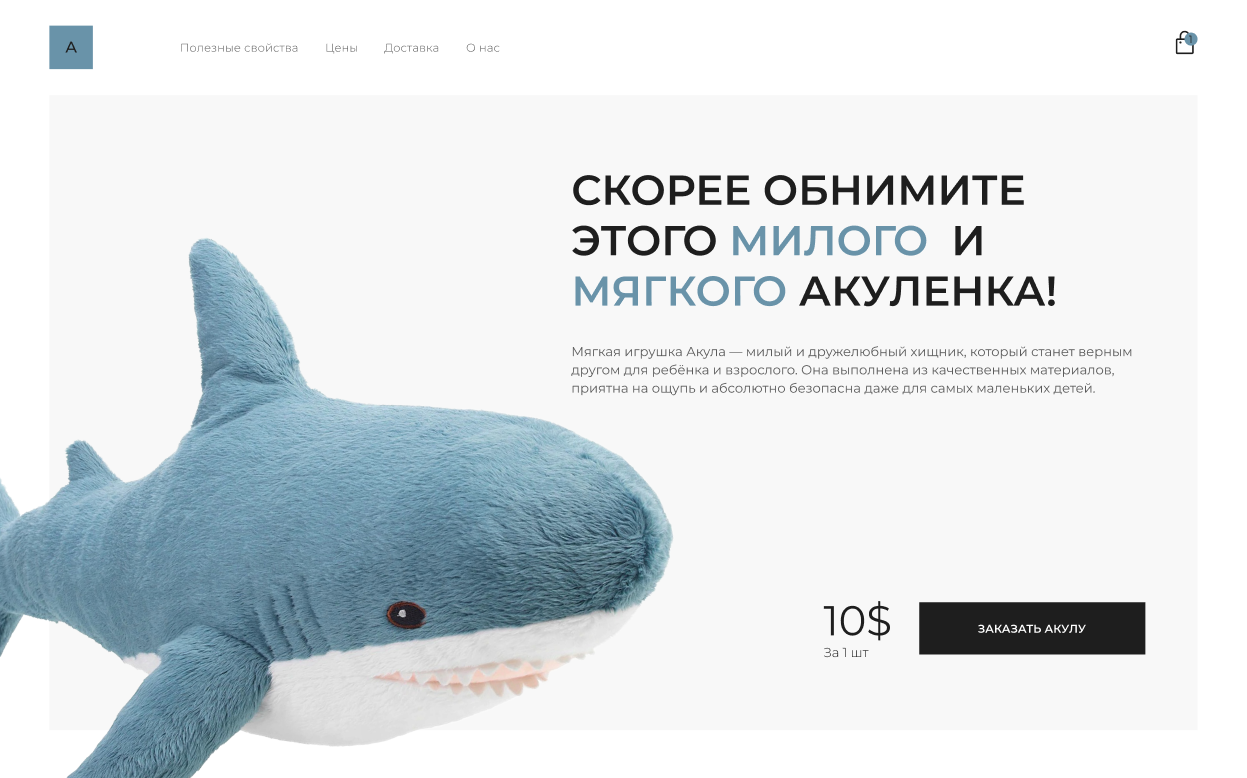 А
Полезные свойства Цены Доставка О нас
1
СКОРЕЕ ОБНИМИТЕ
ЭТОГО МИЛОГО И
МЯГКОГО АКУЛЕНКА!
Мягкая игрушка Акула — милый и дружелюбный хищник, который станет верным
другом для ребёнка и взрослого. Она выполнена из качественных материалов,
приятна на ощупь и абсолютно безопасна даже для самых маленьких детей.
10$
За 1 шт
ЗАКАЗАТЬ АКУЛУ